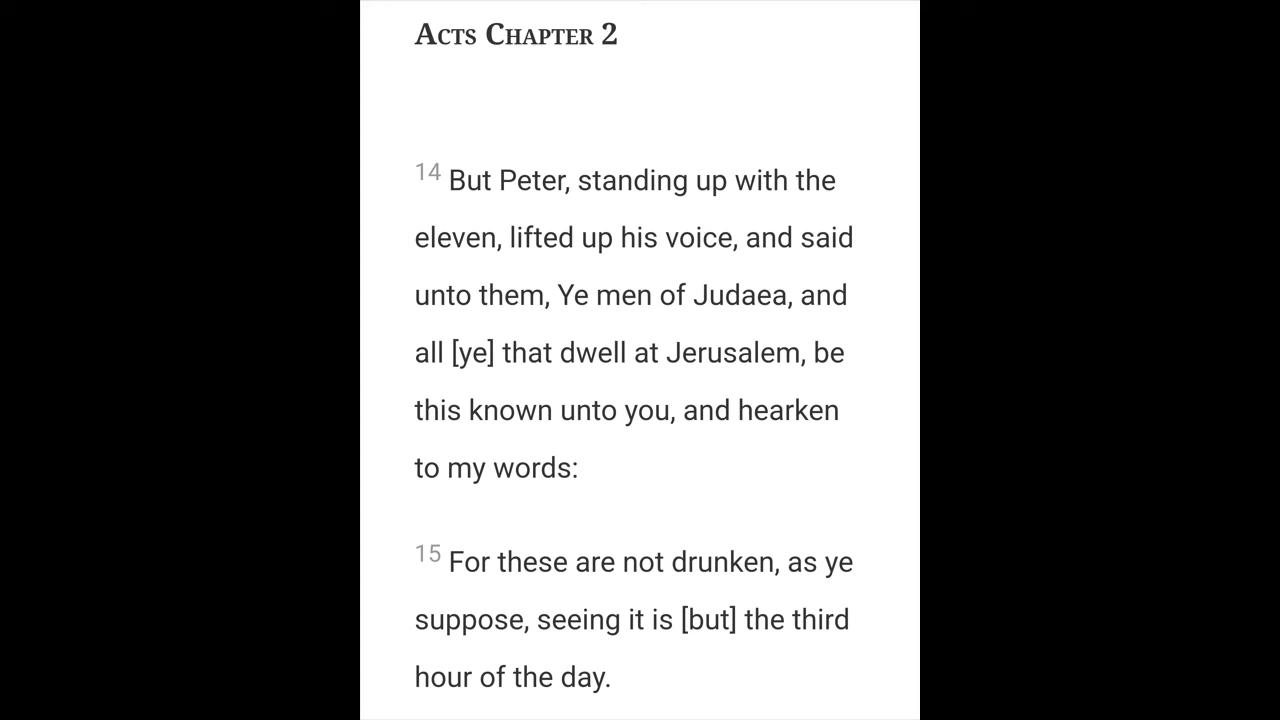 Acts Chapter 2
14 But Peter, standing up with the
eleven, lifted up his voice, and said
unto them, Ye men of Judaea, and
all [ye] that dwell at Jerusalem, be
this known unto you, and hearken
to my words:
15 For these are not drunken, as ye
suppose, seeing it is [but] the third
hour of the day.